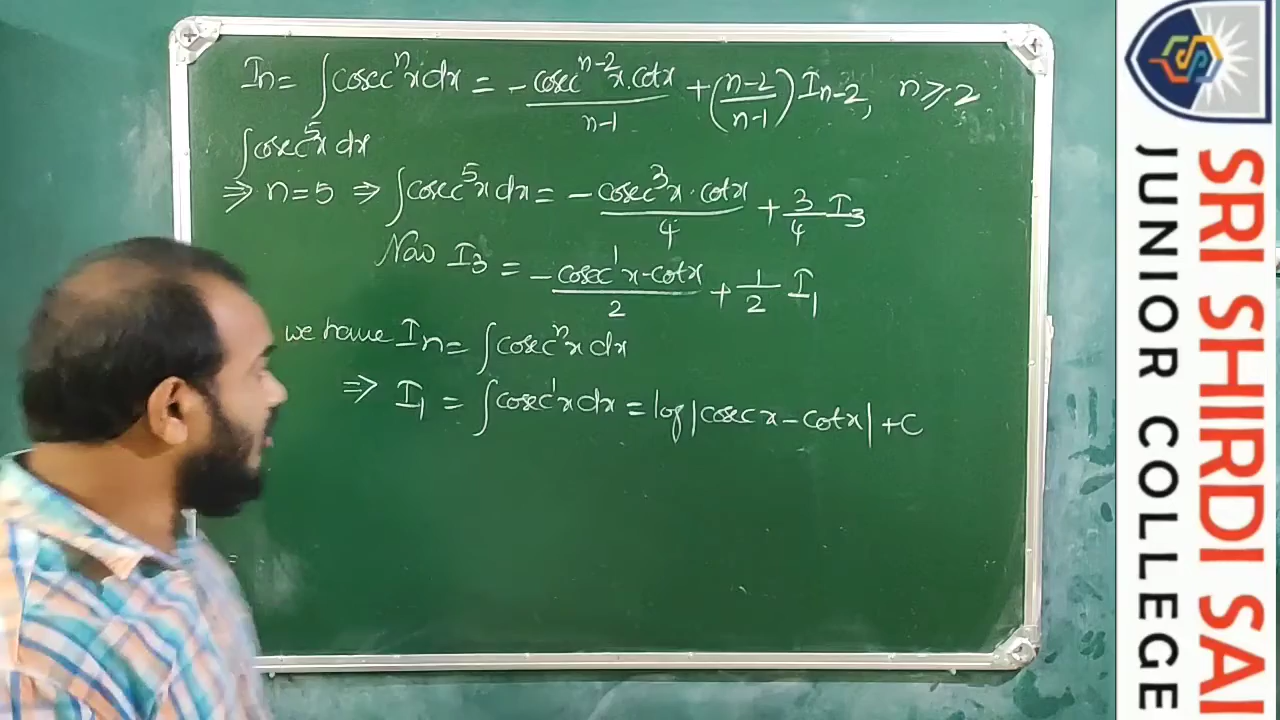 In = ∫cosecⁿx dx = -cosecⁿ⁻²x.cotx/n-1 + (n-2/n-1) In-2, n≥2
∫cosec⁵x dx
⇒ n=5 ⇒ ∫cosec⁵x dx = -cosec³x.cotx/4 + 3/4 I₃
Now I₃ = -cosec¹x-cotx/2 + 1/2 I₁
we have In = ∫cosecⁿx dx
⇒ I₁ = ∫cosec¹x dx = log|cosec x - cotx| + C
=
SRI SHIRDI SAI
JUNIOR COLLEGE